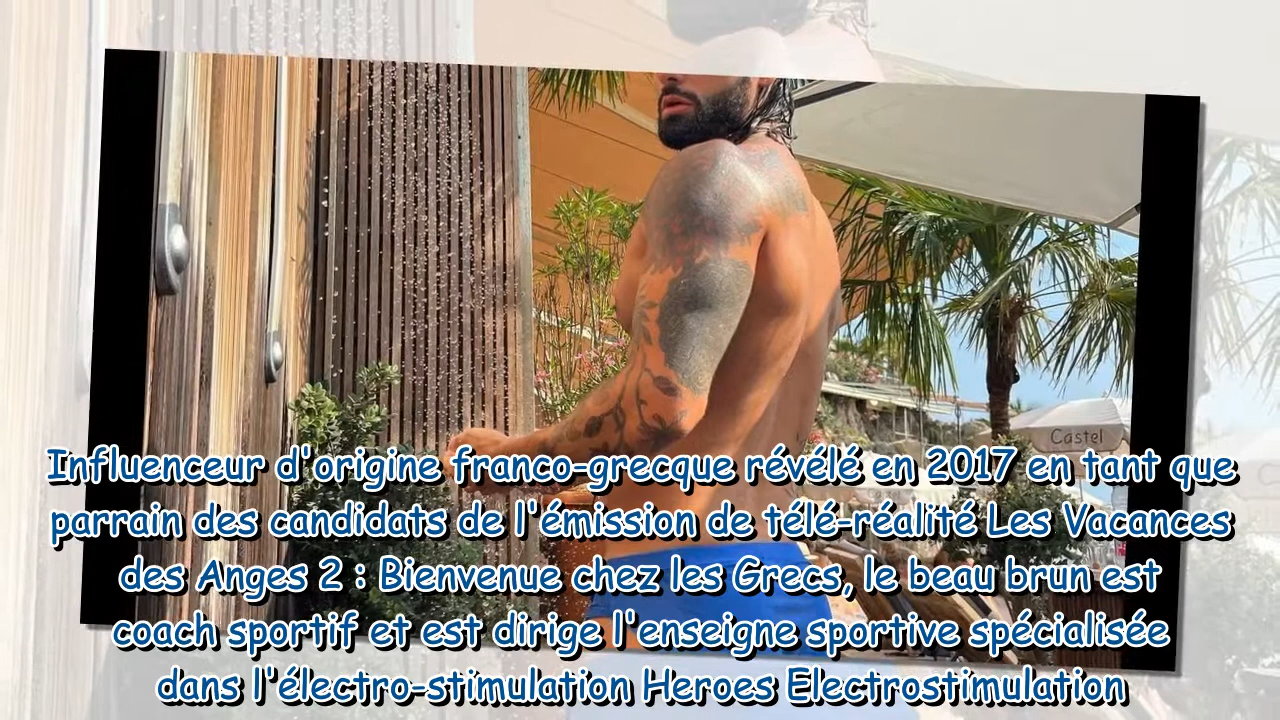 Castel
Influenceur d'origine franco-grecque révélé en 2017 en tant que
parrain des candidats de l'émission de télé-réalité Les Vacances
des Anges 2 : Bienvenue chez les Grecs, le beau brun est
coach sportif et est dirige l'enseigne sportive spécialisée
dans l'électro-stimulation Heroes Electrostimulation